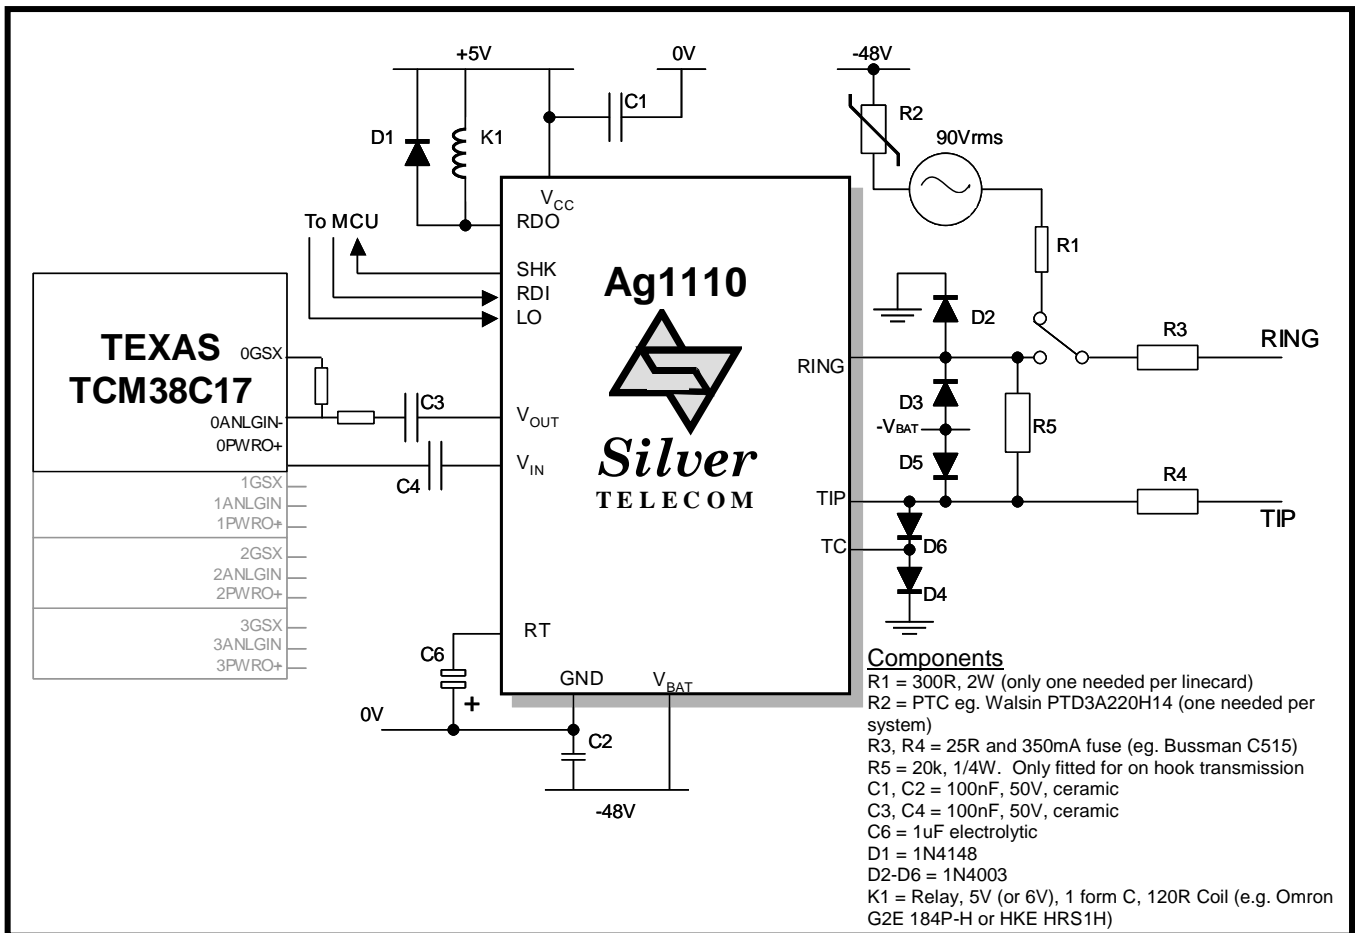 +5V
0V
-48V
C1
R2
D1
K1
90Vrms
VCC
RDO
To MCU
R1
SHK
RDI
LO
Ag1110
D2
R3
RING
TEXAS
TCM38C17
0GSX
RING
C3
D3
0ANLGIN-
VOUT
-VBAT
R5
0PWRO+
VIN
Silver
TELECOM
D5
R4
C4
1GSX
1ANLGIN
1PWRO+
TIP
TIP
2GSX
2ANLGIN
2PWRO+
TC
D6
D4
3GSX
3ANLGIN
3PWRO+
RT
C6
GND
VBAT
+
0V
C2
-48V
Components
R1 = 300R, 2W (only one needed per linecard)
R2 = PTC eg. Walsin PTD3A220H14 (one needed per
system)
R3, R4 = 25R and 350mA fuse (eg. Bussman C515)
R5 = 20k, 1/4W.  Only fitted for on hook transmission
C1, C2 = 100nF, 50V, ceramic
C3, C4 = 100nF, 50V, ceramic
C6 = 1uF electrolytic
D1 = 1N4148
D2-D6 = 1N4003
K1 = Relay, 5V (or 6V), 1 form C, 120R Coil (e.g. Omron
G2E 184P-H or HKE HRS1H)